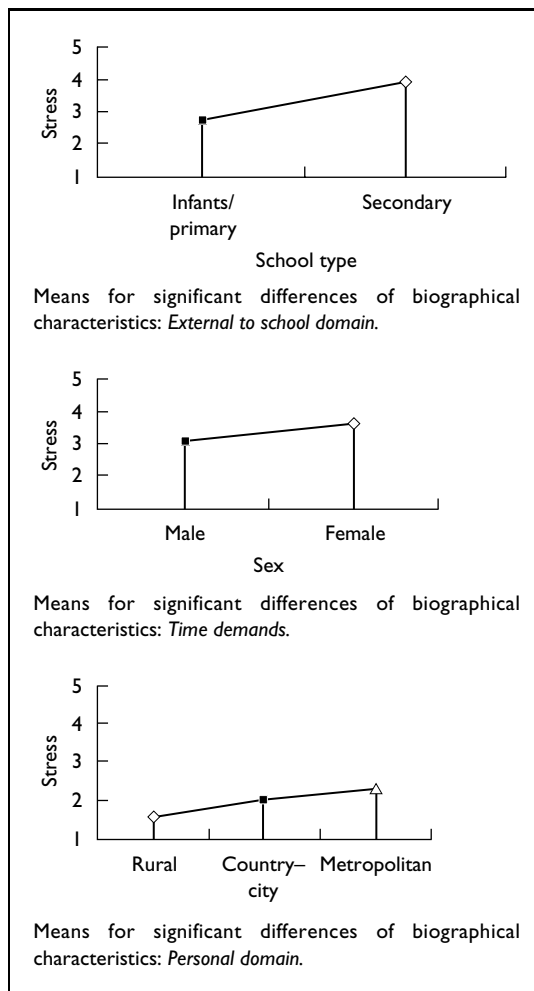 5
4
3
2
1
Stress
Infants/ Secondary
primary
School type
Means for significant differences of biographical
characteristics: External to school domain.
5
4
3
2
1
Stress
Male Female
Sex
Means for significant differences of biographical
characteristics: Time demands.
5
4
3
2
1
Stress
Rural Country– Metropolitan
city
Means for significant differences of biographical
characteristics: Personal domain.